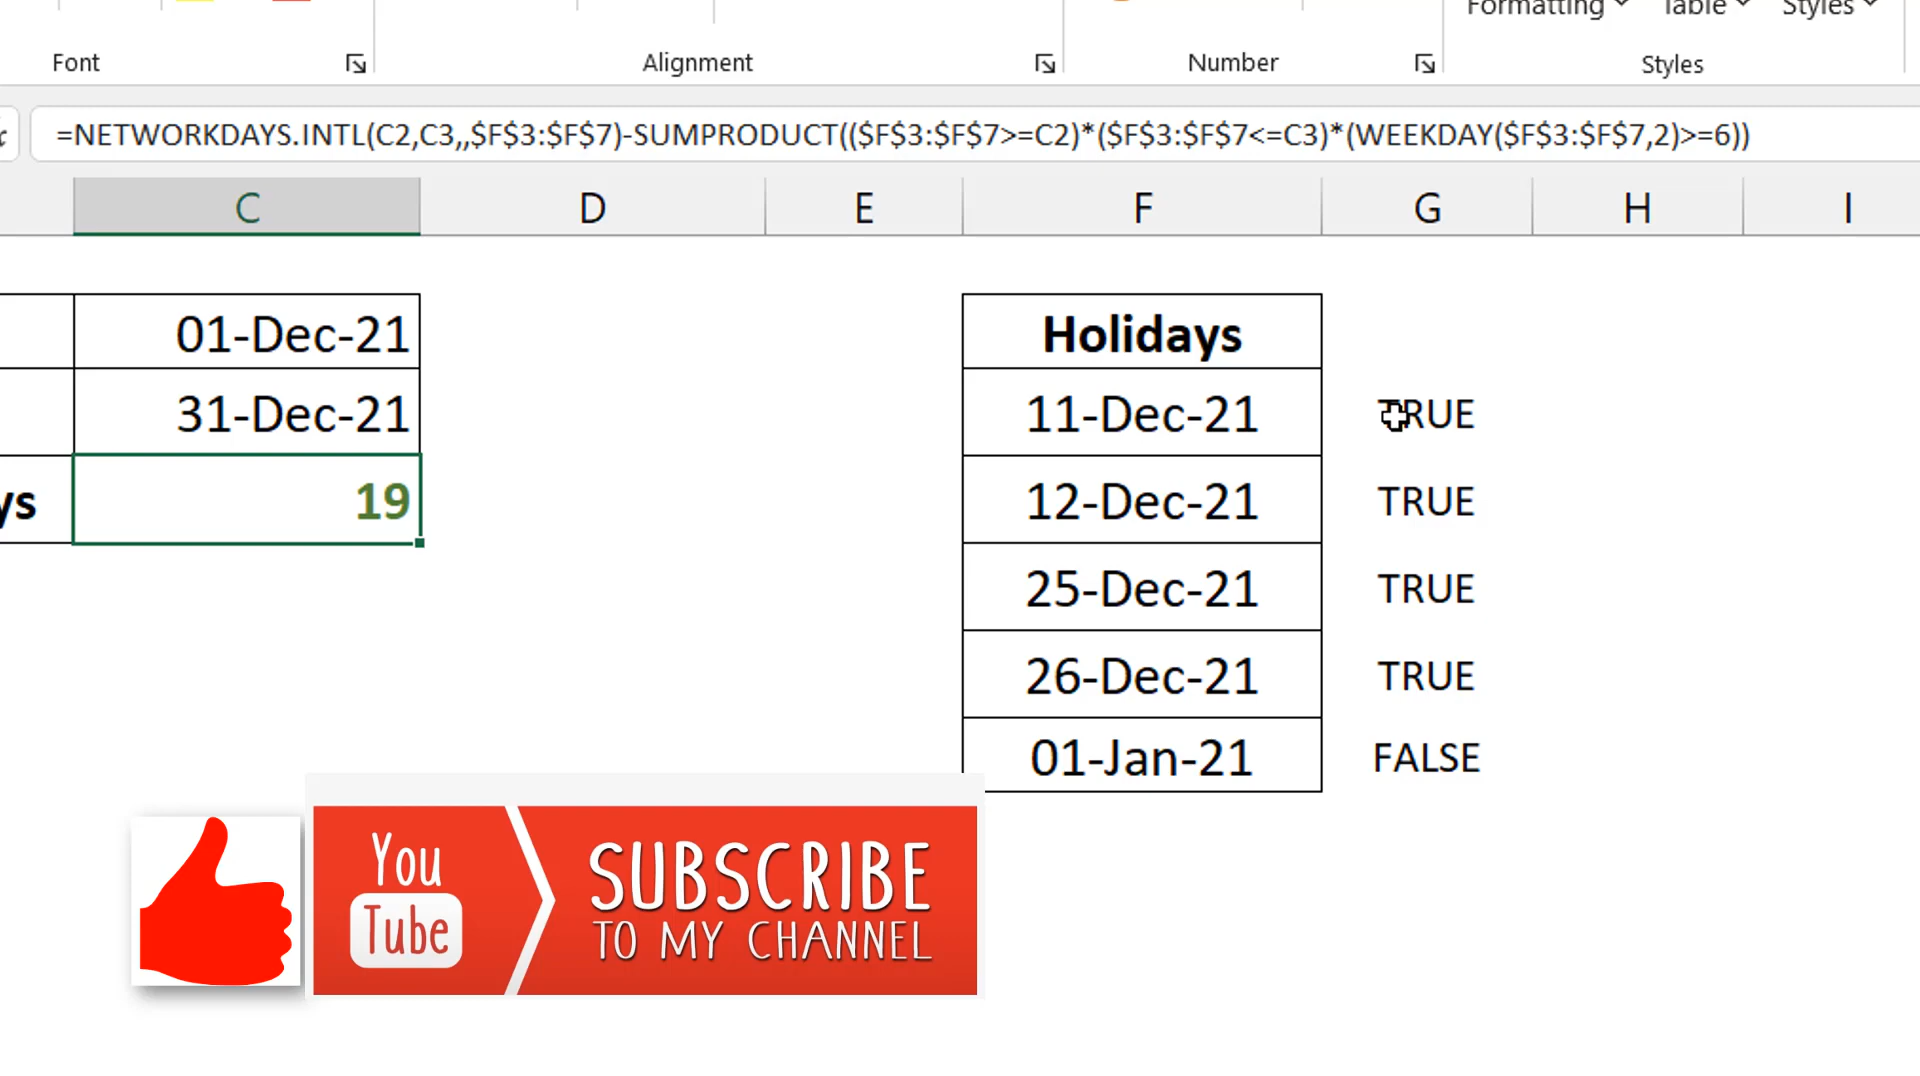 Formatting Table Styles
Font Alignment Number Styles
=NETWORKDAYS.INTL(C2,C3,,$F$3:$F$7)-SUMPRODUCT(($F$3:$F$7>=C2)*($F$3:$F$7<=C3)*(WEEKDAY($F$3:$F$7,2)>=6))
C D E F G H I
01-Dec-21 Holidays
31-Dec-21 11-Dec-21 TRUE
ys 19 12-Dec-21 TRUE
25-Dec-21 TRUE
26-Dec-21 TRUE
01-Jan-21 FALSE
You
Tube
SUBSCRIBE
TO MY CHANNEL